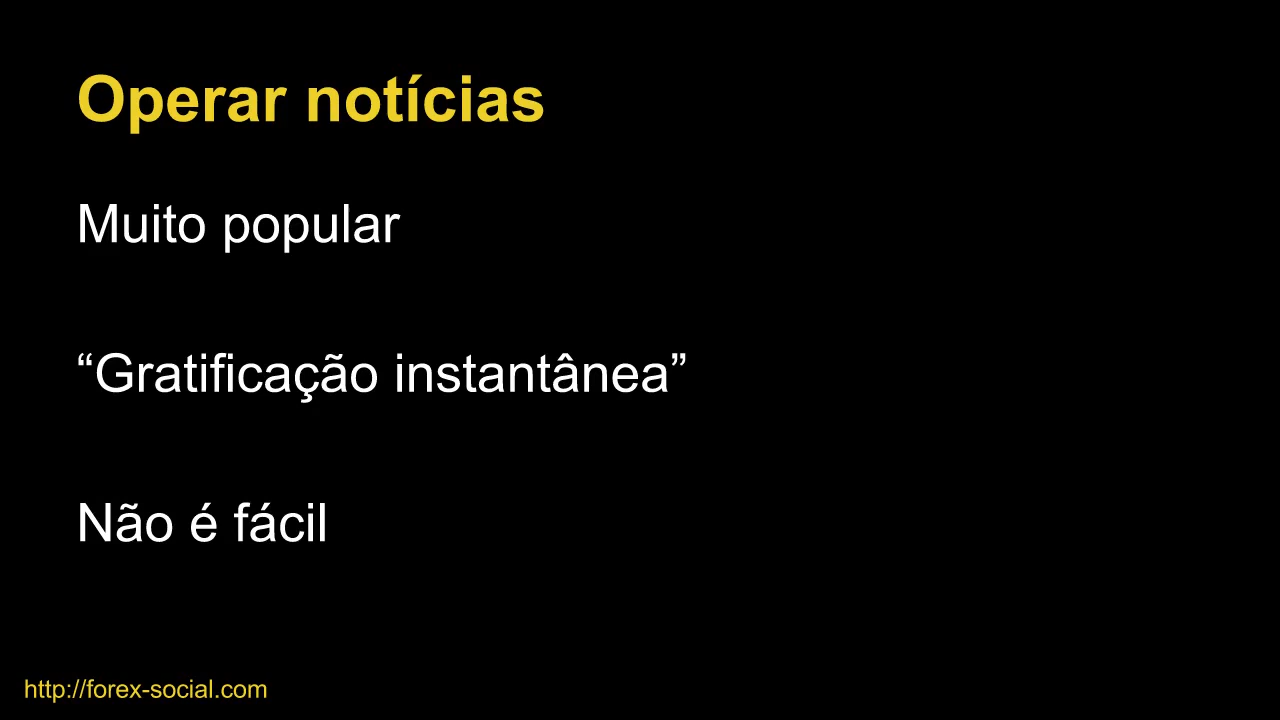 Operar notícias
Muito popular
“Gratificação instantânea”
Não é fácil
http://forex-social.com